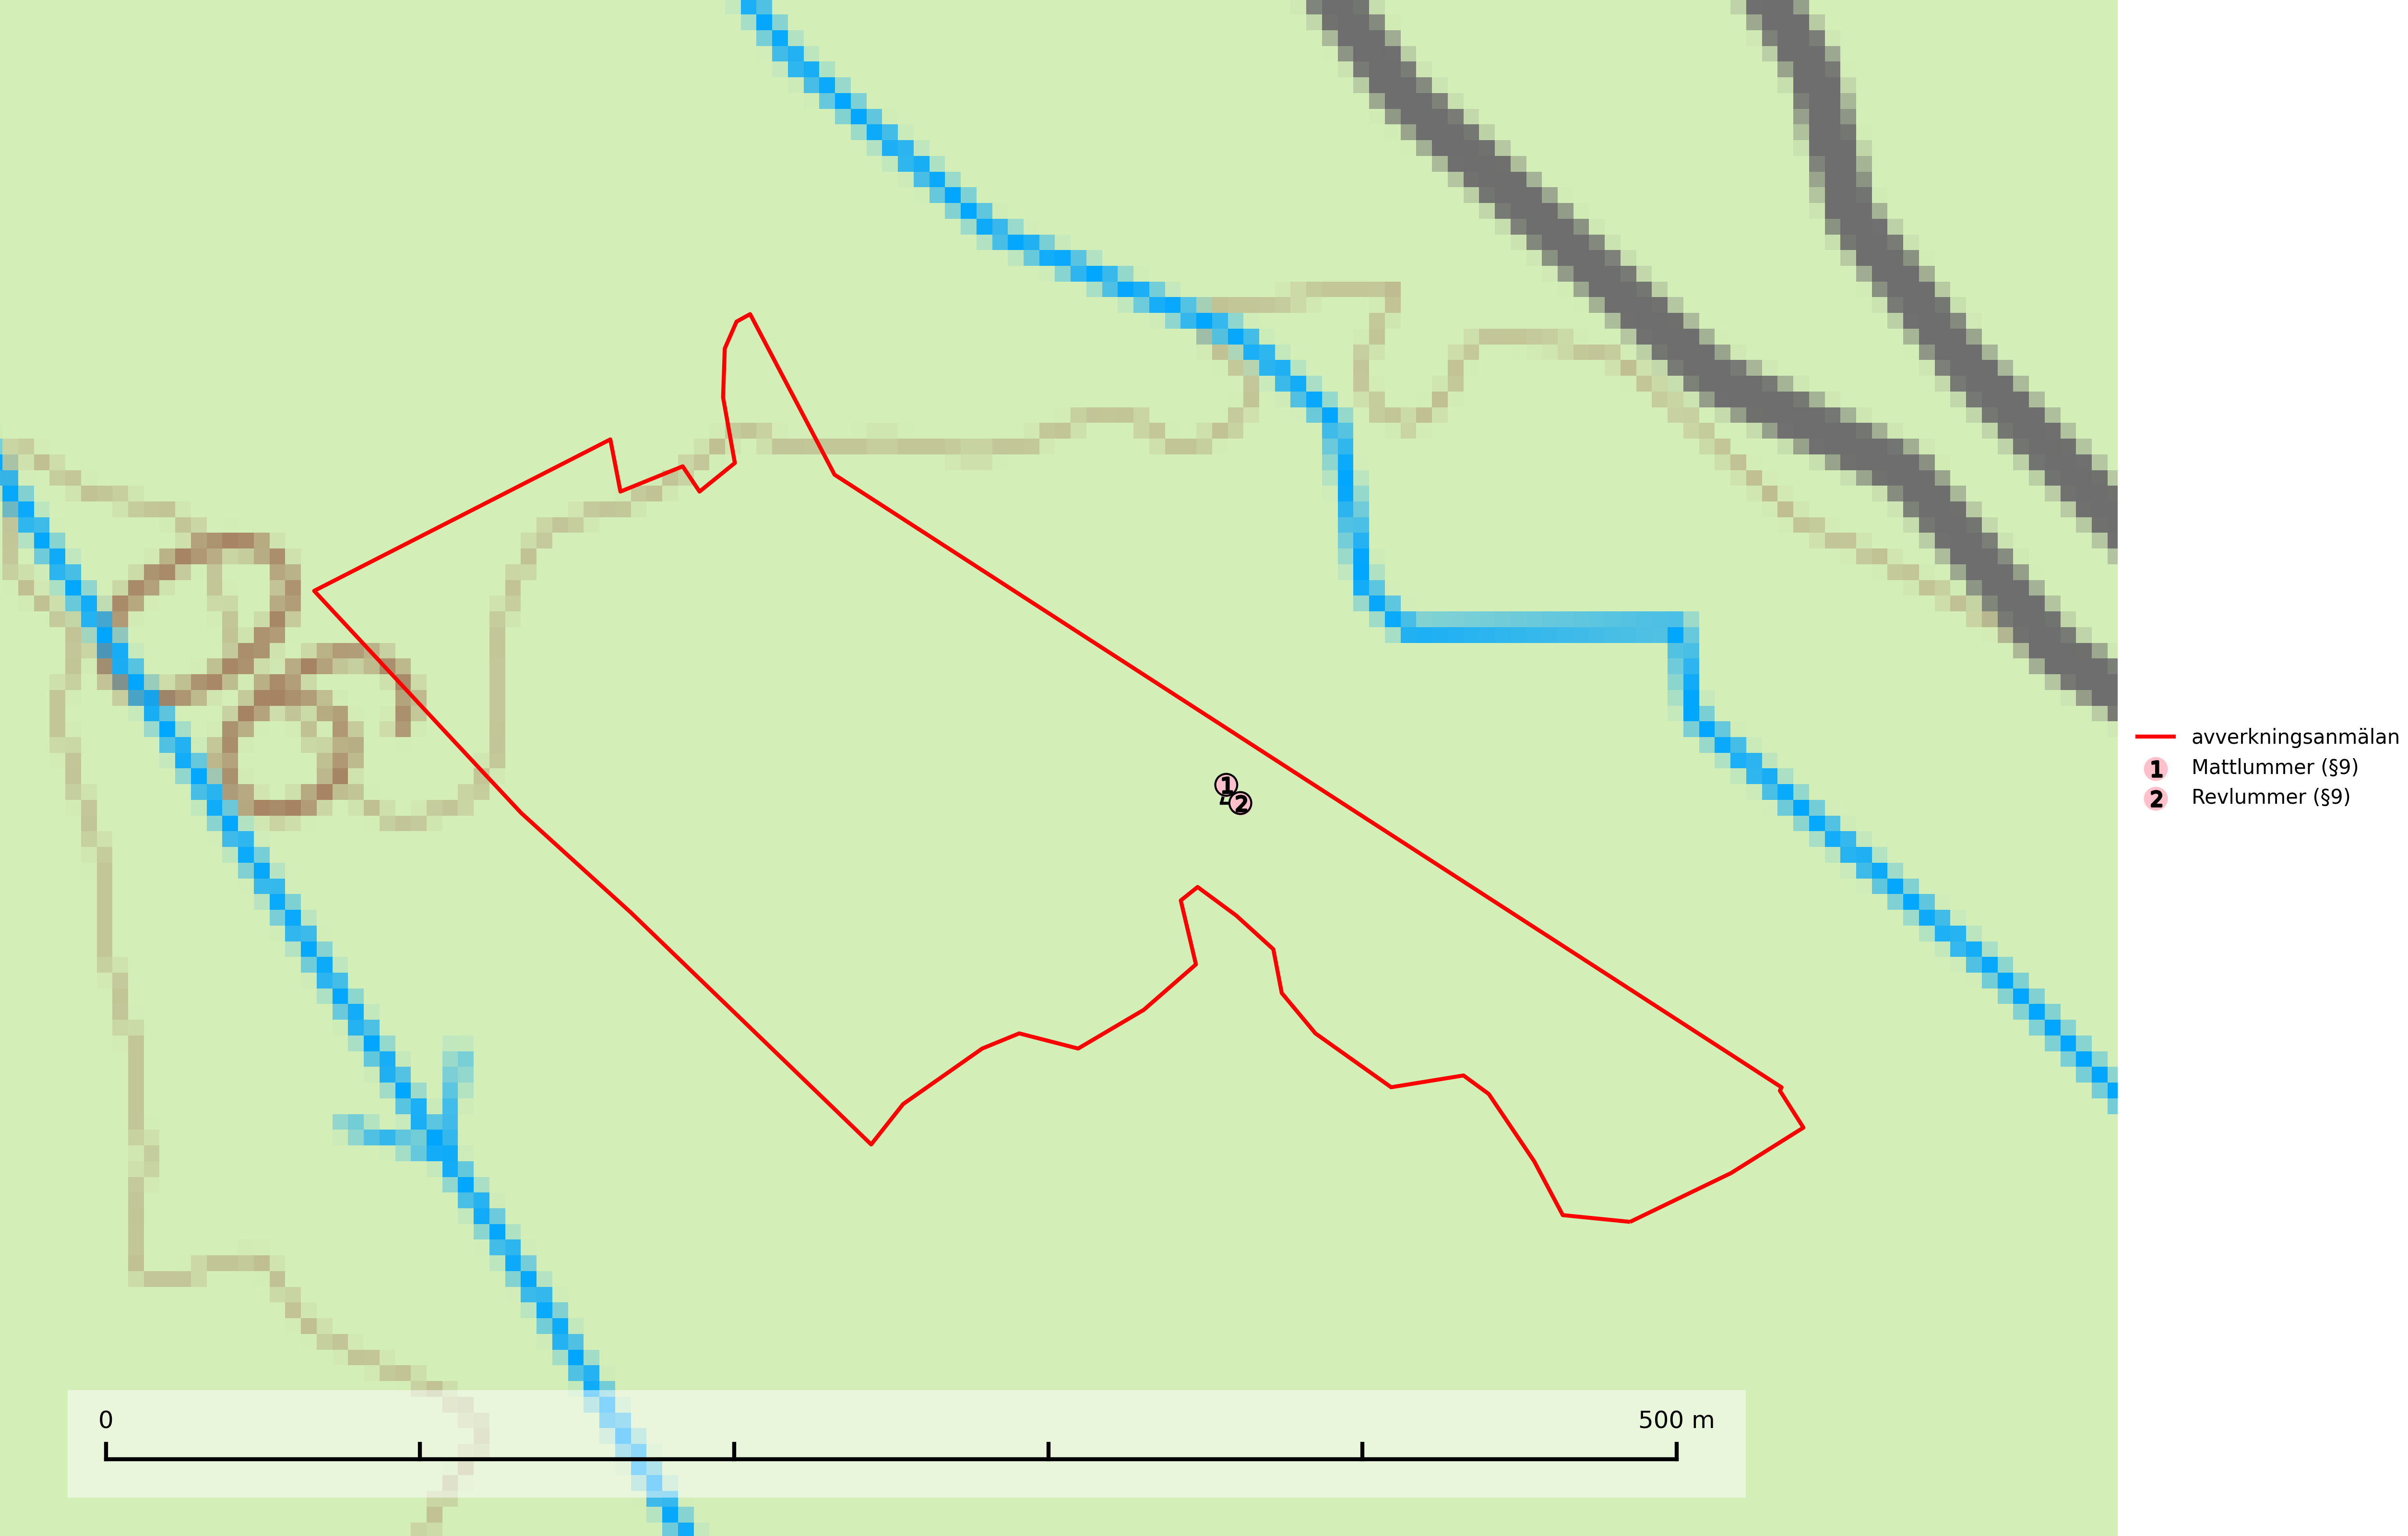 1
2
avverkningsanmälan
1 Mattlummer (§9)
2 Revlummer (§9)
0 500 m